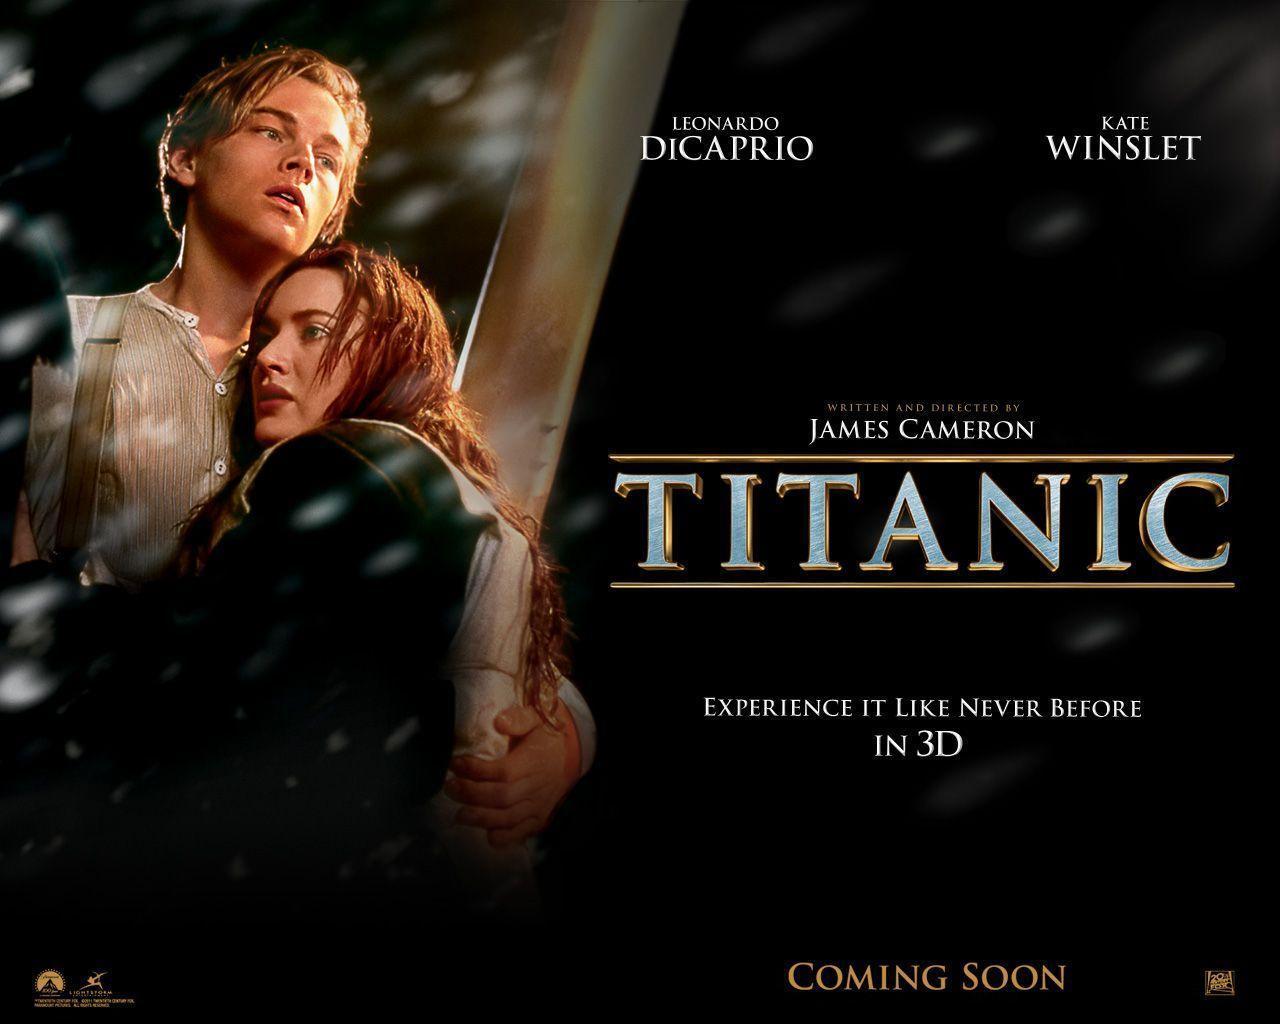 LEONARDO
DICAPRIO
KATE
WINSLET
WRITTEN AND DIRECTED BY
JAMES CAMERON
TITANIC
EXPERIENCE IT LIKE NEVER BEFORE
IN 3D
COMING SOON
LIGHTSTORM